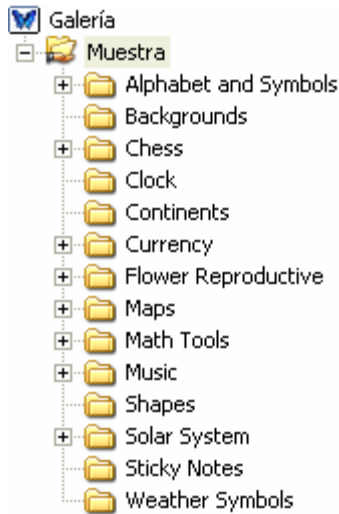 Galería
Muestra
Alphabet and Symbols
Backgrounds
Chess
Clock
Continents
Currency
Flower Reproductive
Maps
Math Tools
Music
Shapes
Solar System
Sticky Notes
Weather Symbols